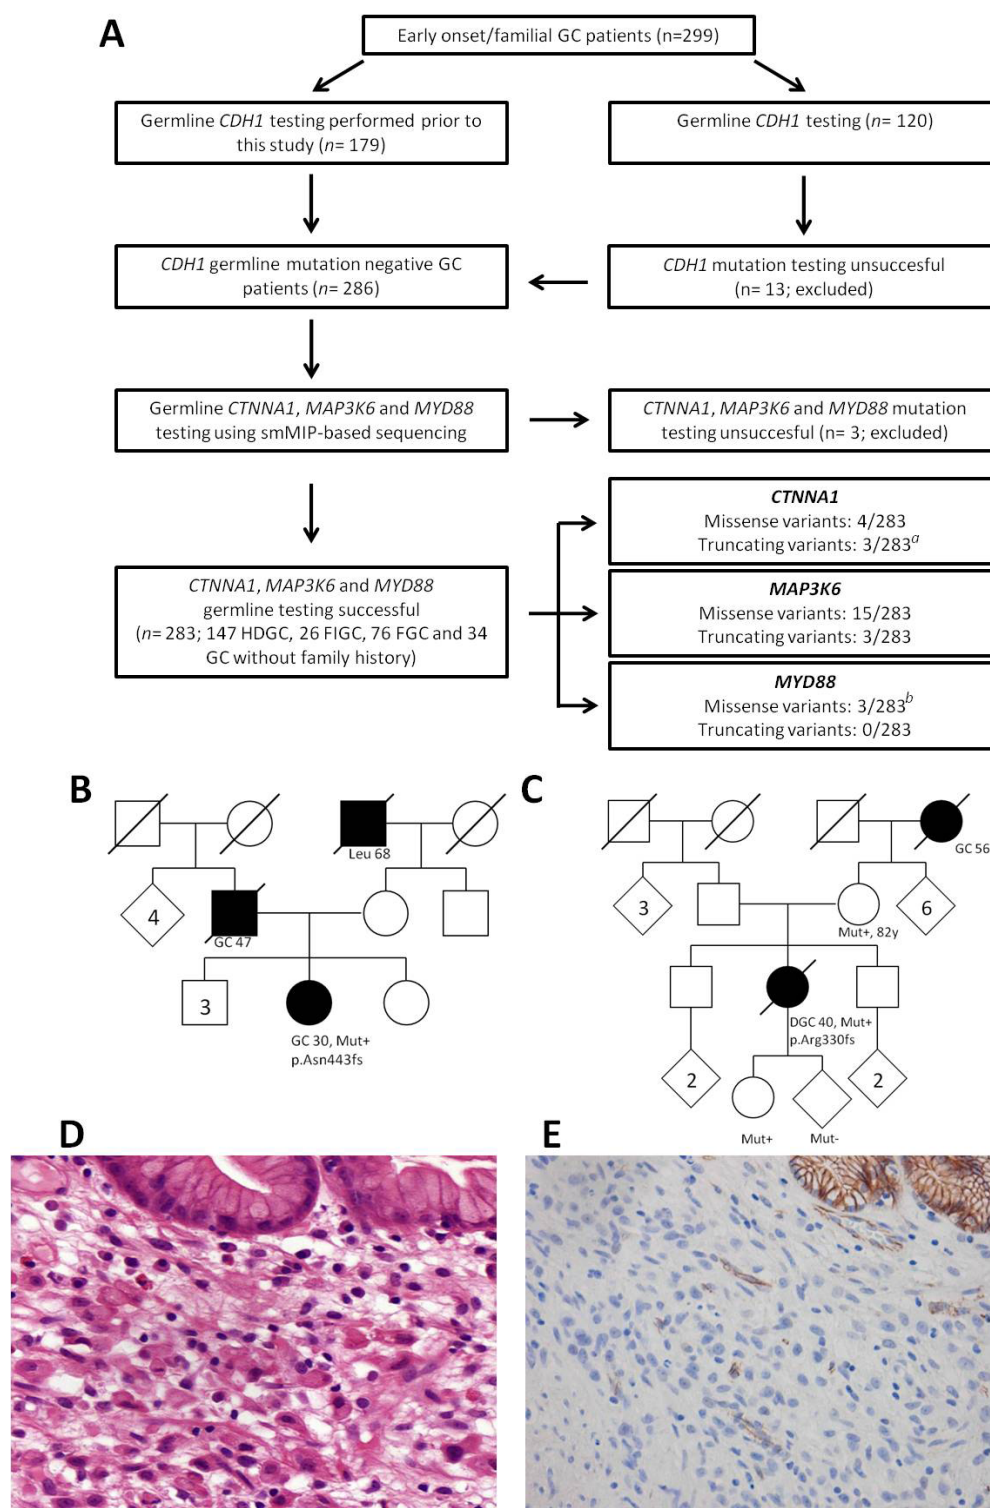 A
Early onset/familial GC patients (n=299)
Germline CDH1 testing performed prior to
this study (n= 179)
Germline CDH1 testing (n= 120)
CDH1 germline mutation negative GC
patients (n= 286)
CDH1 mutation testing unsuccesful
(n= 13; excluded)
Germline CTNNA1, MAP3K6 and MYD88
testing using smMIP-based sequencing
CTNNA1, MAP3K6 and MYD88 mutation
testing unsuccesful (n= 3; excluded)
CTNNA1
Missense variants: 4/283
Truncating variants: 3/283a
CTNNA1, MAP3K6 and MYD88
germline testing successful
(n= 283; 147 HDGC, 26 FIGC, 76 FGC and 34
GC without family history)
MAP3K6
Missense variants: 15/283
Truncating variants: 3/283
MYD88
Missense variants: 3/283b
Truncating variants: 0/283
B
Leu 68
4
GC 47
3
GC 30, Mut+
p.Asn443fs
C
GC 56
3
6
Mut+, 82y
DGC 40, Mut+
p.Arg330fs
2
2
Mut+
Mut-
D
E